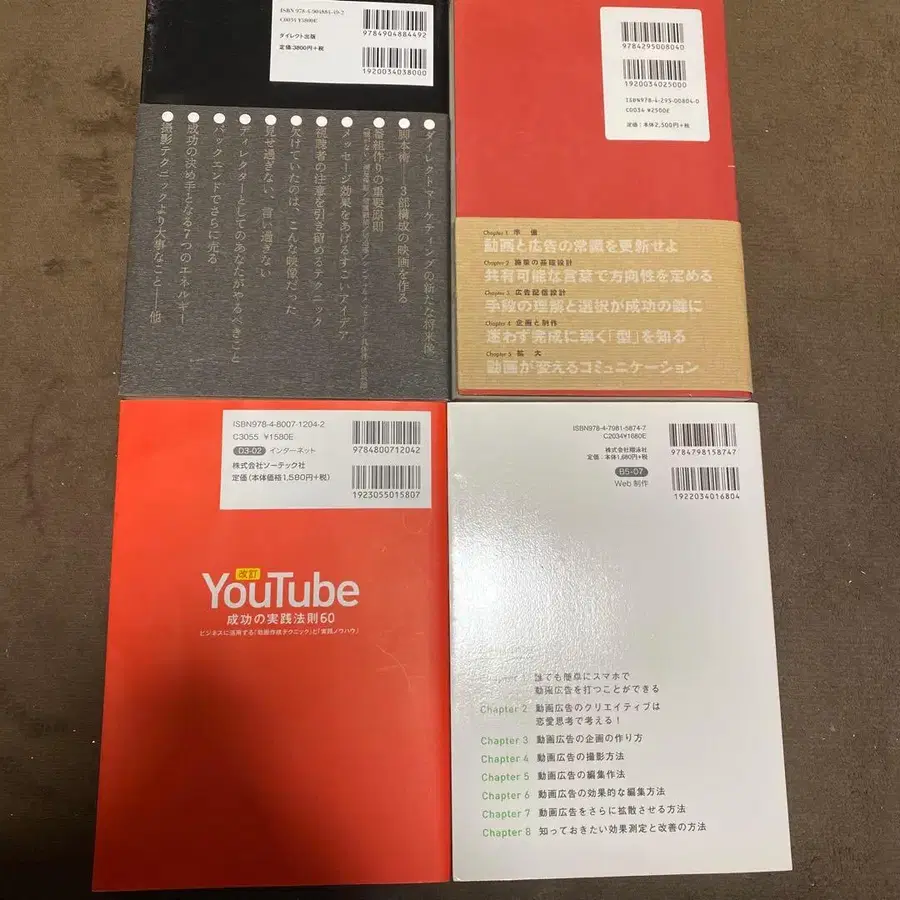 ISBN978-4-904884-49-2
C0034 ¥3800E
ダイレクト出版
定価:3800円+税
9784904884492
1920034038000
ダイレクトマーケティングの新たな将来像
脚本術――3部構成の映画を作る
番組作りの重要原則
メッセージ効果をあげるすごいアイデア
視聴者の注意を引き留めるテクニック
欠けていたのは、こんな映像だった
見せ過ぎない、言い過ぎない
ディレクターとしてのあなたがやるべきこと
バックエンドでさらに売る
成功の決め手となる7つのエネルギー
撮影テクニックより大事なこと――他
9784295008040
1920034025000
ISBN978-4-295-00804-0
C0034 ¥2500E
定価:本体2,500円+税
Chapter 1 準備
動画と広告の常識を更新せよ
Chapter 2 施策の基礎設計
共有可能な言葉で方向性を定める
Chapter 3 広告配信設計
手段の理解と選択が成功の鍵に
Chapter 4 企画と制作
迷わず完成に導く「型」を知る
Chapter 5 拡大
動画が変えるコミュニケーション
ISBN978-4-8007-1204-2
C3055 ¥1580E
D3-02 インターネット
株式会社ソーテック社
定価(本体価格1,580円+税)
9784800712042
1923055015807
改訂
YouTube
成功の実践法則60
ビジネスに活用する「動画作成テクニック」と「実践ノウハウ」
ISBN978-4-7981-5874-7
C2034 ¥1680E
株式会社翔泳社
定価:本体1,680円+税
B5-07
Web制作
9784798158747
1922034016804
Chapter 1 誰でも簡単にスマホで
動画広告を打つことができる
Chapter 2 動画広告のクリエイティブは
恋愛思考で考える!
Chapter 3 動画広告の企画の作り方
Chapter 4 動画広告の撮影方法
Chapter 5 動画広告の編集作法
Chapter 6 動画広告の効果的な編集方法
Chapter 7 動画広告をさらに拡散させる方法
Chapter 8 知っておきたい効果測定と改善の方法